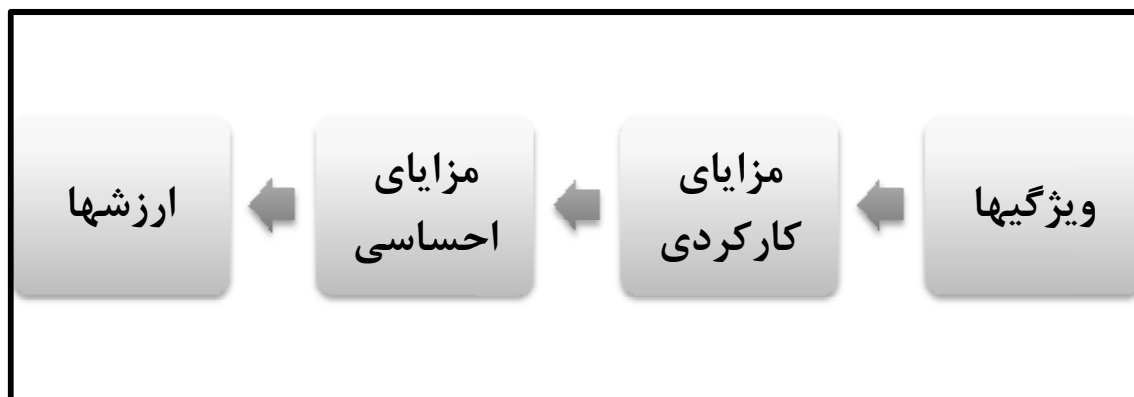 ویژگیها
مزایای
کارکردی
مزایای
احساسی
ارزشها